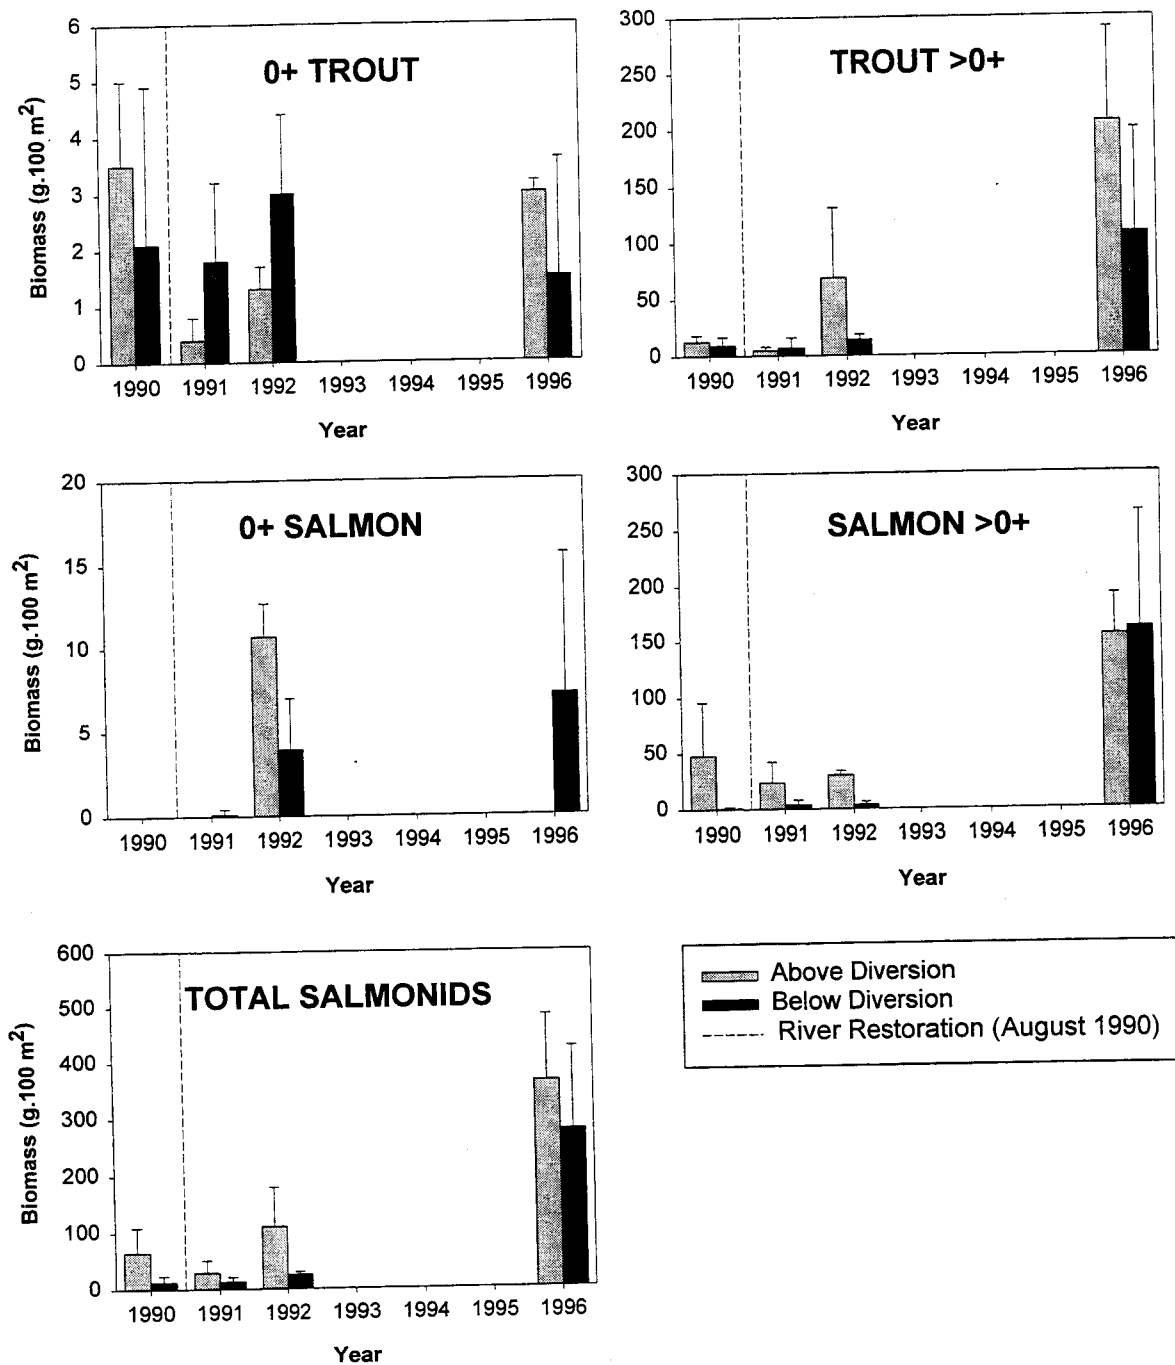 0+ TROUT
Biomass (g.100 m2)
6
5
4
3
2
1
0
1990 1991 1992 1993 1994 1995 1996
Year
TROUT >0+
300
250
200
150
100
50
0
1990 1991 1992 1993 1994 1995 1996
Year
0+ SALMON
Biomass (g.100 m2)
20
15
10
5
0
1990 1991 1992 1993 1994 1995 1996
Year
SALMON >0+
300
250
200
150
100
50
0
1990 1991 1992 1993 1994 1995 1996
Year
TOTAL SALMONIDS
Biomass (g.100 m2)
600
500
400
300
200
100
0
1990 1991 1992 1993 1994 1995 1996
Year
Above Diversion
Below Diversion
River Restoration (August 1990)